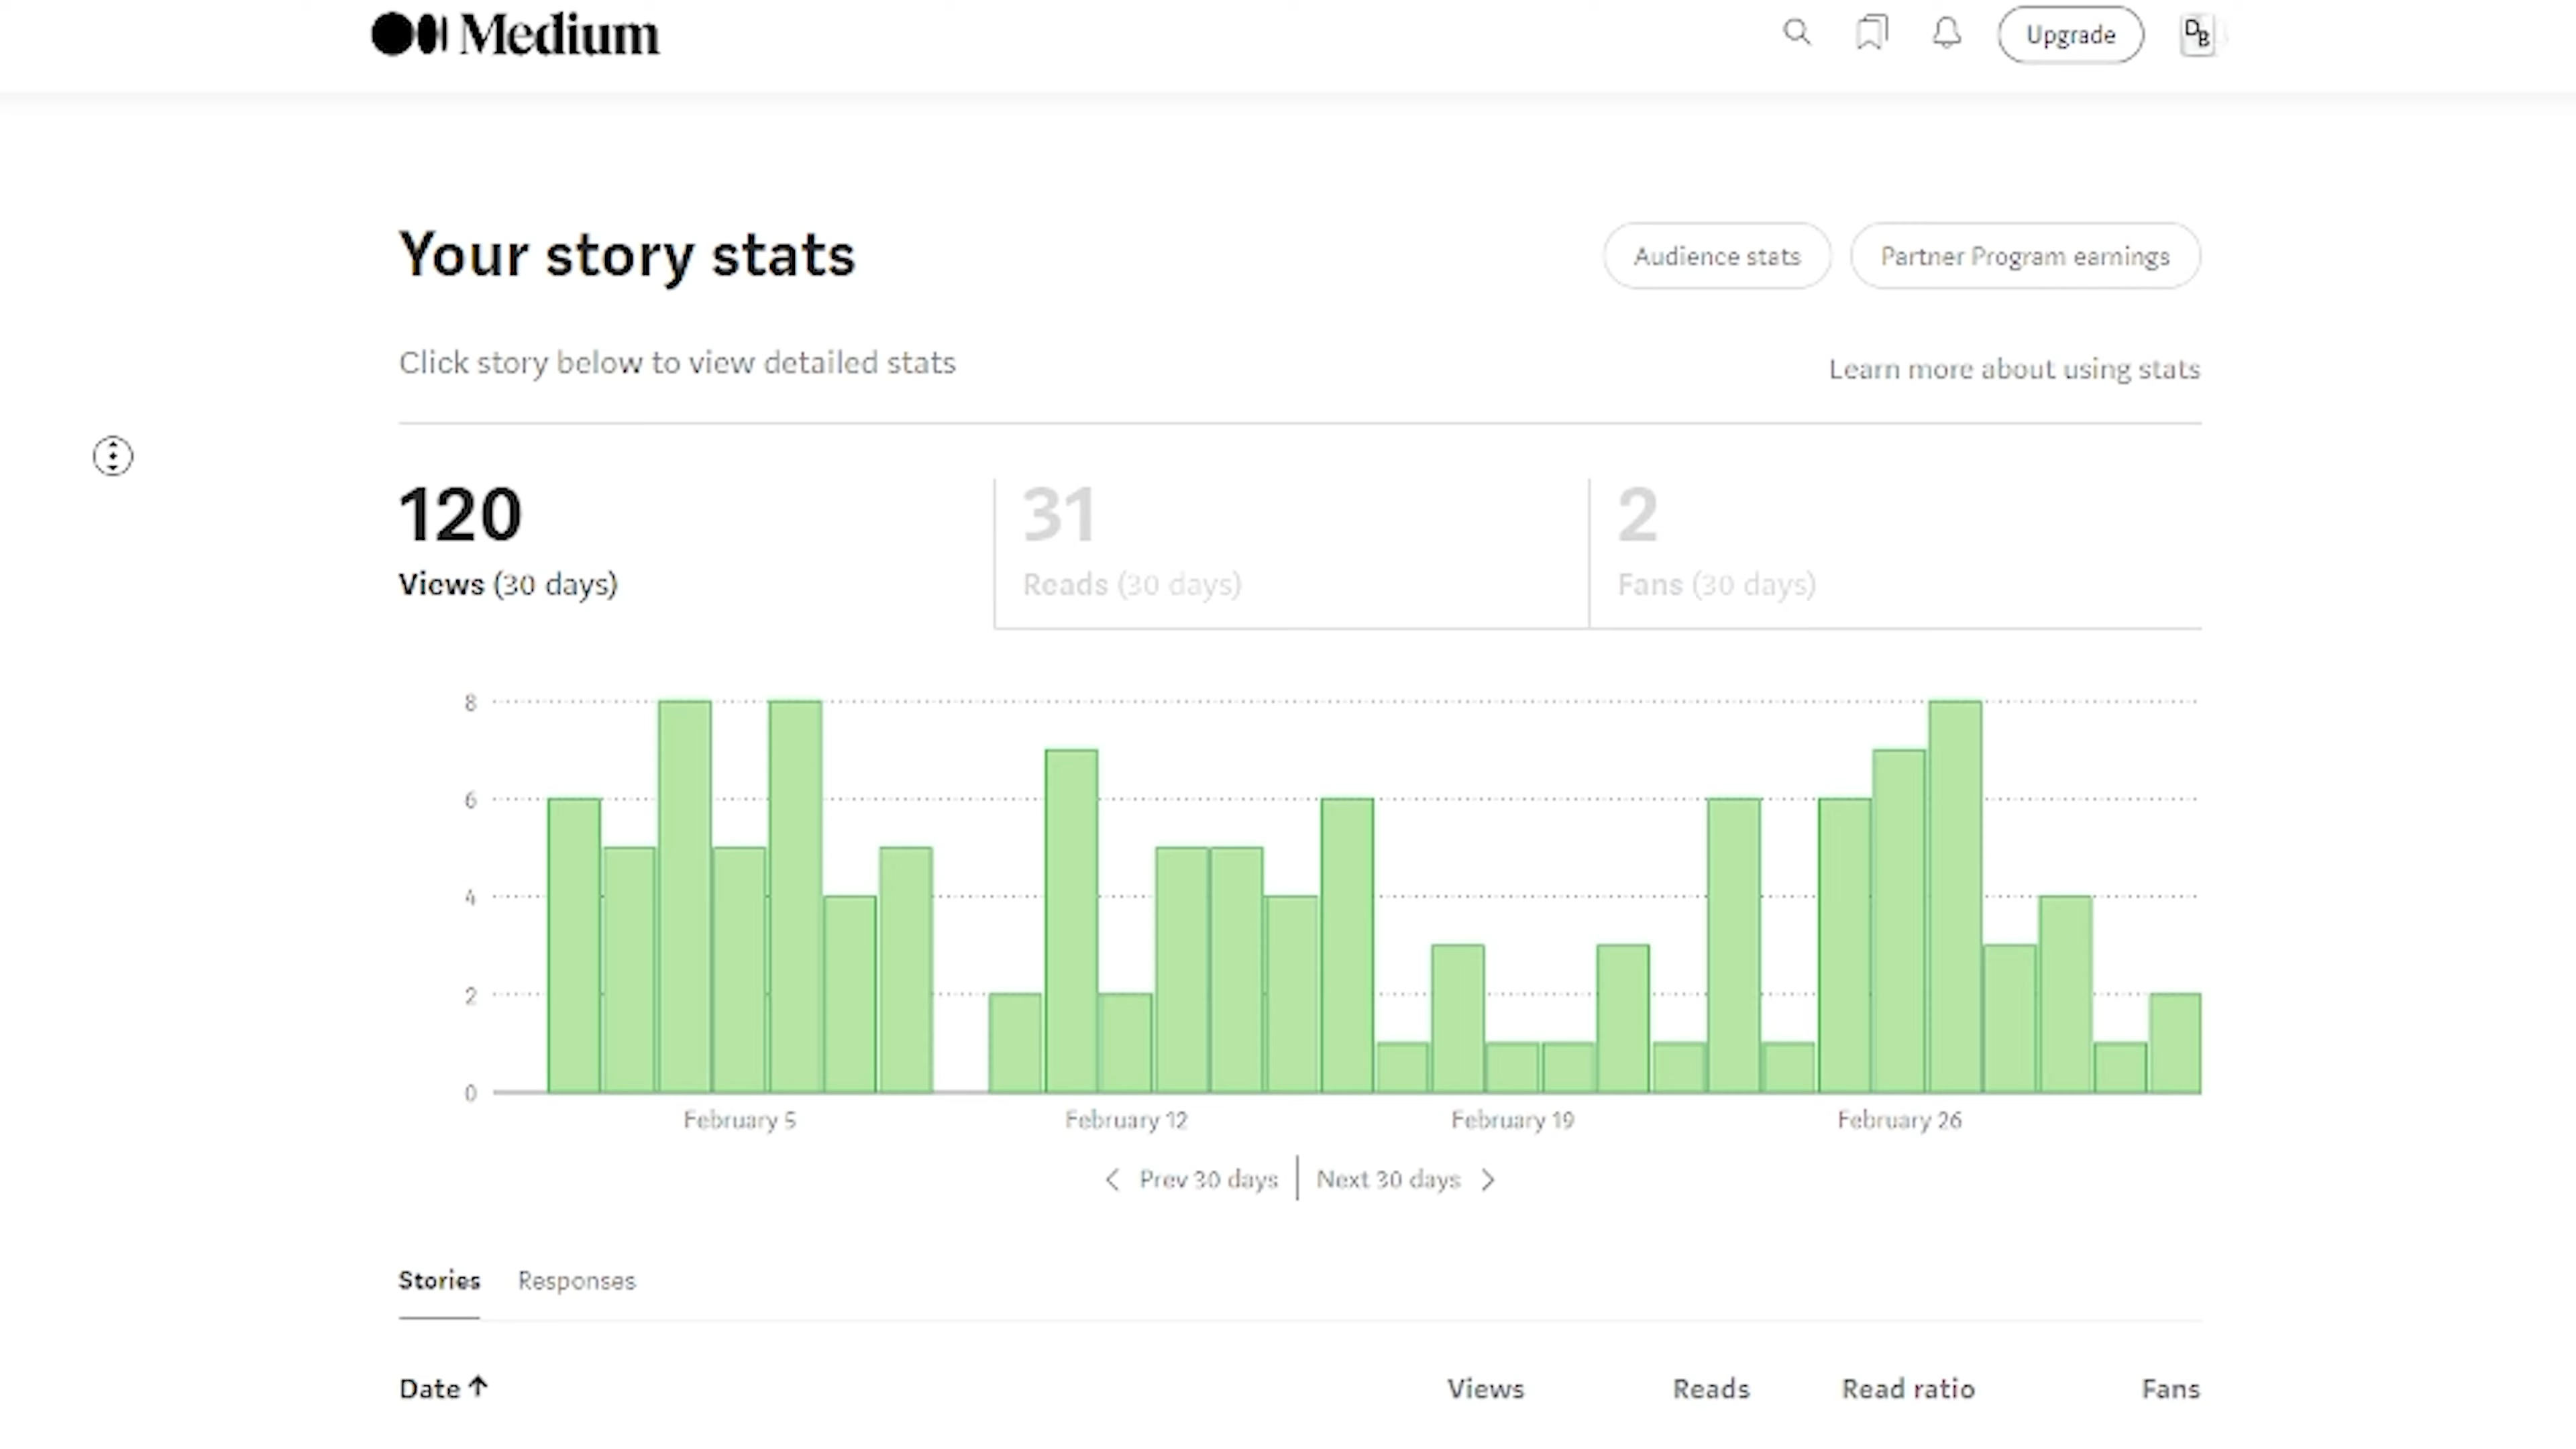 Medium
Upgrade
DB
Your story stats
Audience stats
Partner Program earnings
Click story below to view detailed stats
Learn more about using stats
120
Views (30 days)
31
Reads (30 days)
2
Fans (30 days)
8
6
4
2
0
February 5
February 12
February 19
February 26
Prev 30 days
Next 30 days
Stories
Responses
Date
Views
Reads
Read ratio
Fans